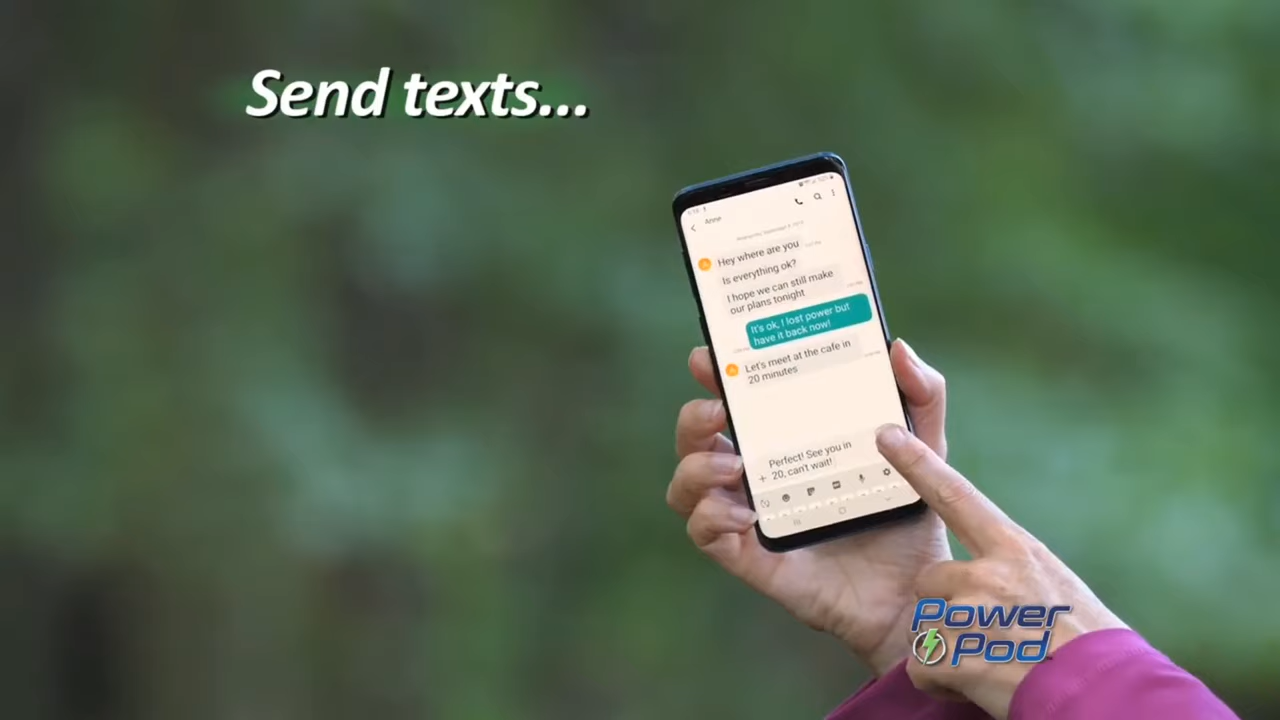 Send texts...
Anne
Hey where are you
Is everything ok?
I hope we can still make
our plans tonight
It's ok, I lost power but
have it back now!
Let's meet at the cafe in
20 minutes
Perfect! See you in
20, can't wait!
Power
Pod